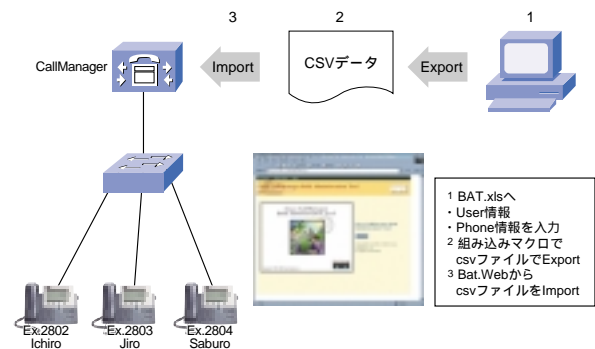 3
2
1
CallManager
Import
CSVデータ
Export
1 BAT.xlsへ
・User情報
・Phone情報を入力
2 組み込みマクロで
csvファイルでExport
3 Bat.Webから
csvファイルをImport
Ex.2802
Ichiro
Ex.2803
Jiro
Ex.2804
Saburo